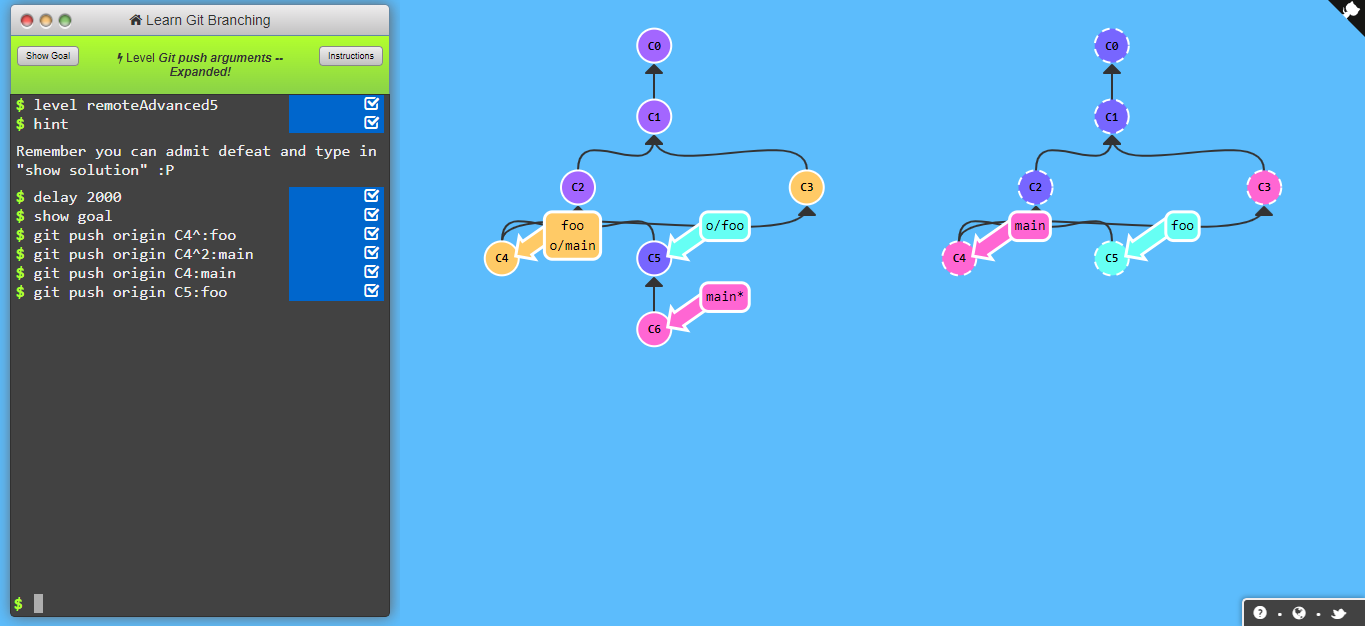 Learn Git Branching
Show Goal
Level Git push arguments --
Expanded!
Instructions
$ level remoteAdvanced5
$ hint
Remember you can admit defeat and type in
"show solution" :P
$ delay 2000
$ show goal
$ git push origin C4^:foo
$ git push origin C4^2:main
$ git push origin C4:main
$ git push origin C5:foo
$
C0
C1
C2
C3
foo
o/main
o/foo
C4
C5
main*
C6
C0
C1
C2
C3
main
foo
C4
C5
?